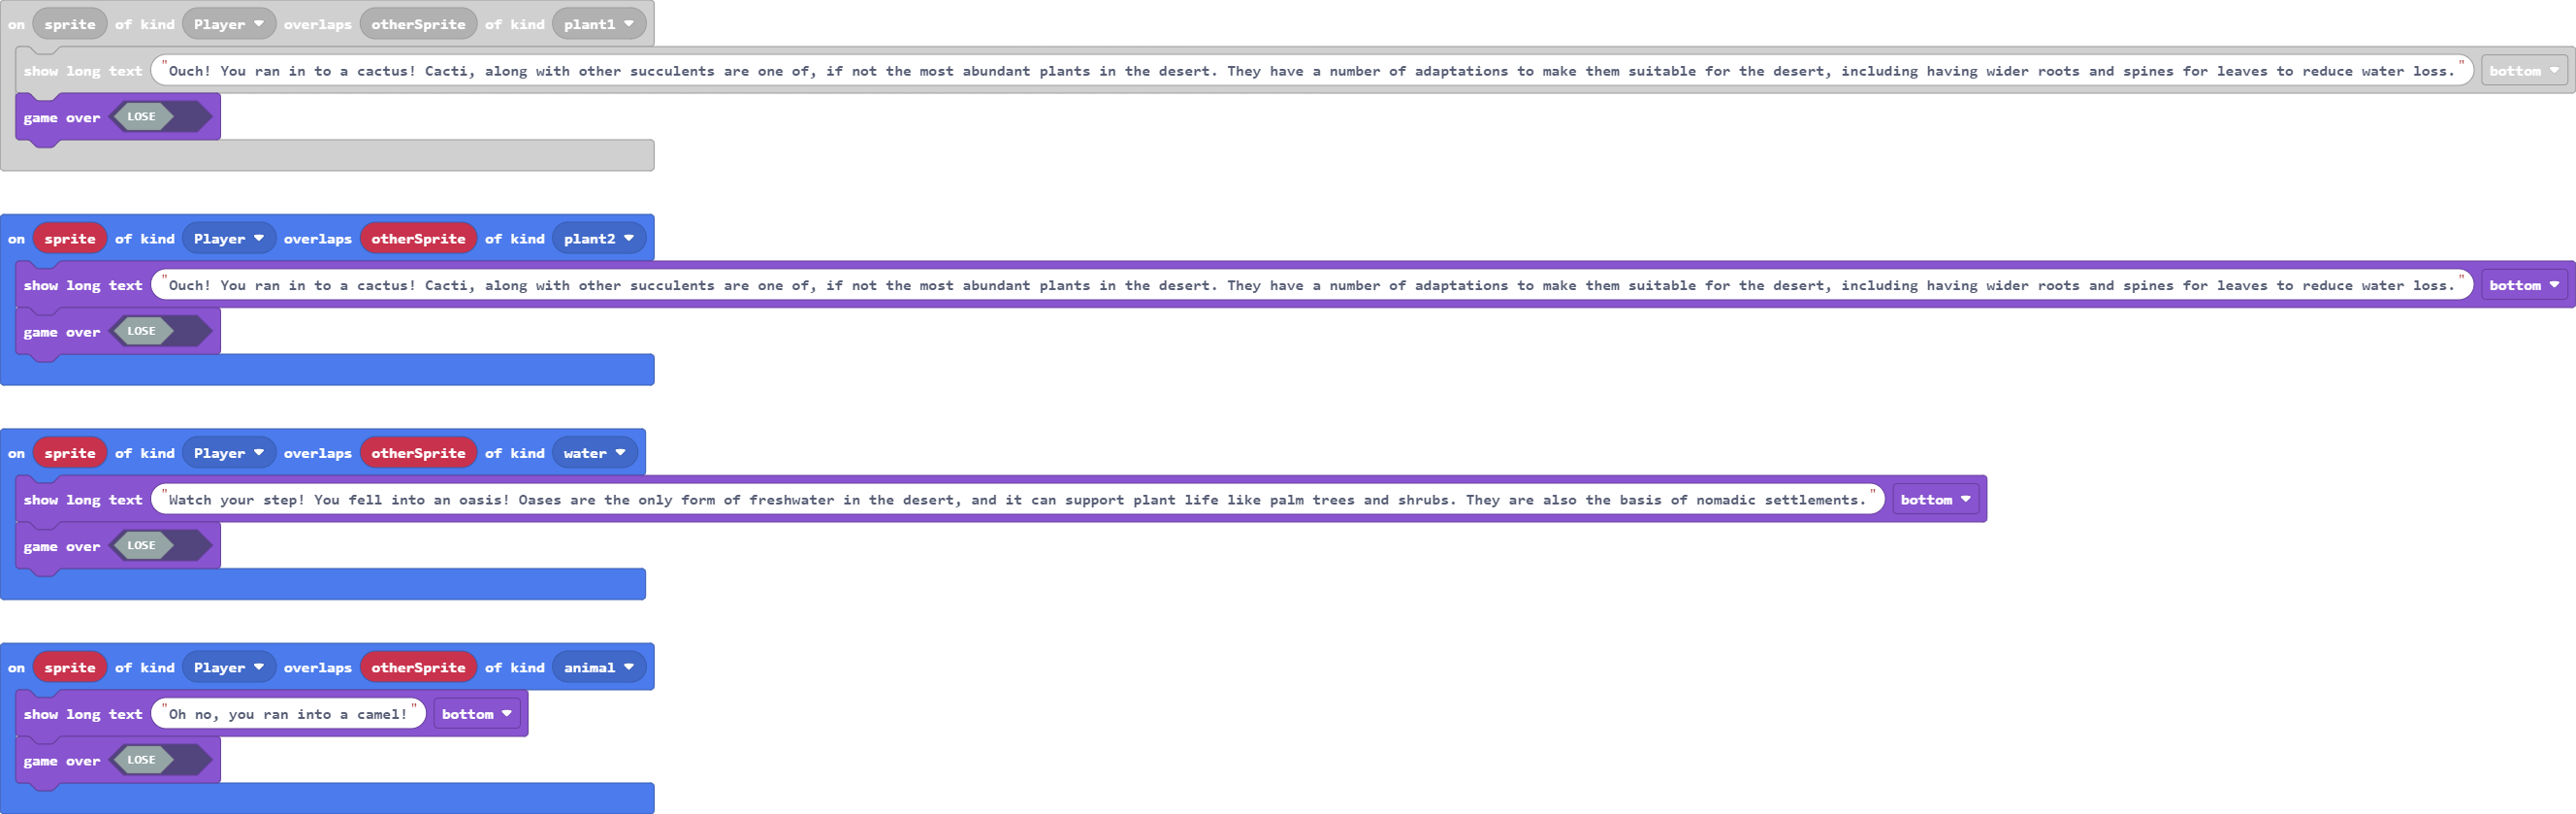 on sprite of kind Player overlaps otherSprite of kind plant1
show long text "Ouch! You ran in to a cactus! Cacti, along with other succulents are one of, if not the most abundant plants in the desert. They have a number of adaptations to make them suitable for the desert, including having wider roots and spines for leaves to reduce water loss." bottom
game over LOSE
on sprite of kind Player overlaps otherSprite of kind plant2
show long text "Ouch! You ran in to a cactus! Cacti, along with other succulents are one of, if not the most abundant plants in the desert. They have a number of adaptations to make them suitable for the desert, including having wider roots and spines for leaves to reduce water loss." bottom
game over LOSE
on sprite of kind Player overlaps otherSprite of kind water
show long text "Watch your step! You fell into an oasis! Oases are the only form of freshwater in the desert, and it can support plant life like palm trees and shrubs. They are also the basis of nomadic settlements." bottom
game over LOSE
on sprite of kind Player overlaps otherSprite of kind animal
show long text "Oh no, you ran into a camel!" bottom
game over LOSE